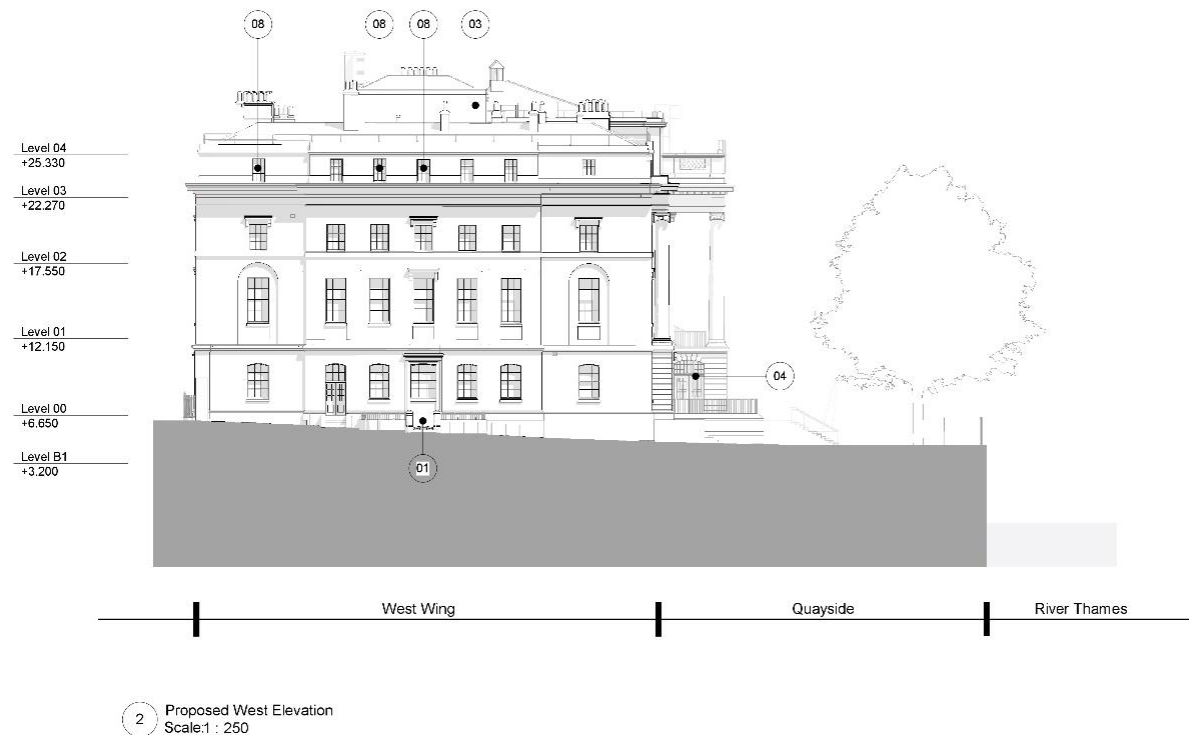 08 08 08 03
Level 04
+25.330
Level 03
+22.270
Level 02
+17.550
Level 01
+12.150
04
Level 00
+6.650
Level B1
+3.200
01
West Wing Quayside River Thames
2 Proposed West Elevation
Scale:1 : 250